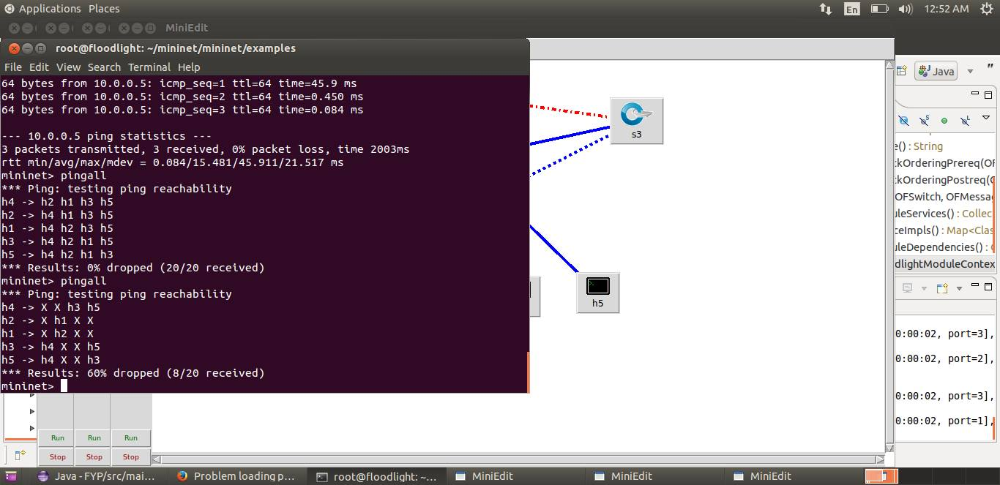 Applications Places
En 12:52 AM
MiniEdit
root@floodlight: ~/mininet/mininet/examples
File Edit View Search Terminal Help
64 bytes from 10.0.0.5: icmp_seq=1 ttl=64 time=45.9 ms
64 bytes from 10.0.0.5: icmp_seq=2 ttl=64 time=0.450 ms
64 bytes from 10.0.0.5: icmp_seq=3 ttl=64 time=0.084 ms
--- 10.0.0.5 ping statistics ---
3 packets transmitted, 3 received, 0% packet loss, time 2003ms
rtt min/avg/max/mdev = 0.084/15.481/45.911/21.517 ms
mininet> pingall
*** Ping: testing ping reachability
h4 -> h2 h1 h3 h5
h2 -> h4 h1 h3 h5
h1 -> h4 h2 h3 h5
h3 -> h4 h2 h1 h5
h5 -> h4 h2 h1 h3
*** Results: 0% dropped (20/20 received)
mininet> pingall
*** Ping: testing ping reachability
h4 -> X X h3 h5
h2 -> X h1 X X
h1 -> X h2 X X
h3 -> h4 X X h5
h5 -> h4 X X h3
*** Results: 60% dropped (8/20 received)
mininet>
s3
h5
Java
e() : String
kOrderingPrereq(OF
kOrderingPostreq(
OFSwitch, OFMessa
uleServices() : Collec
ceImpls() : Map<Clas
uleDependencies() :
dlightModuleContex
0:00:02, port=3],
0:00:02, port=2],
0:00:02, port=3],
0:00:02, port=1],
Run Run Run
Stop Stop Stop
Java - FYP/src/mai... Problem loading p... root@floodlight: ~... MiniEdit MiniEdit MiniEdit